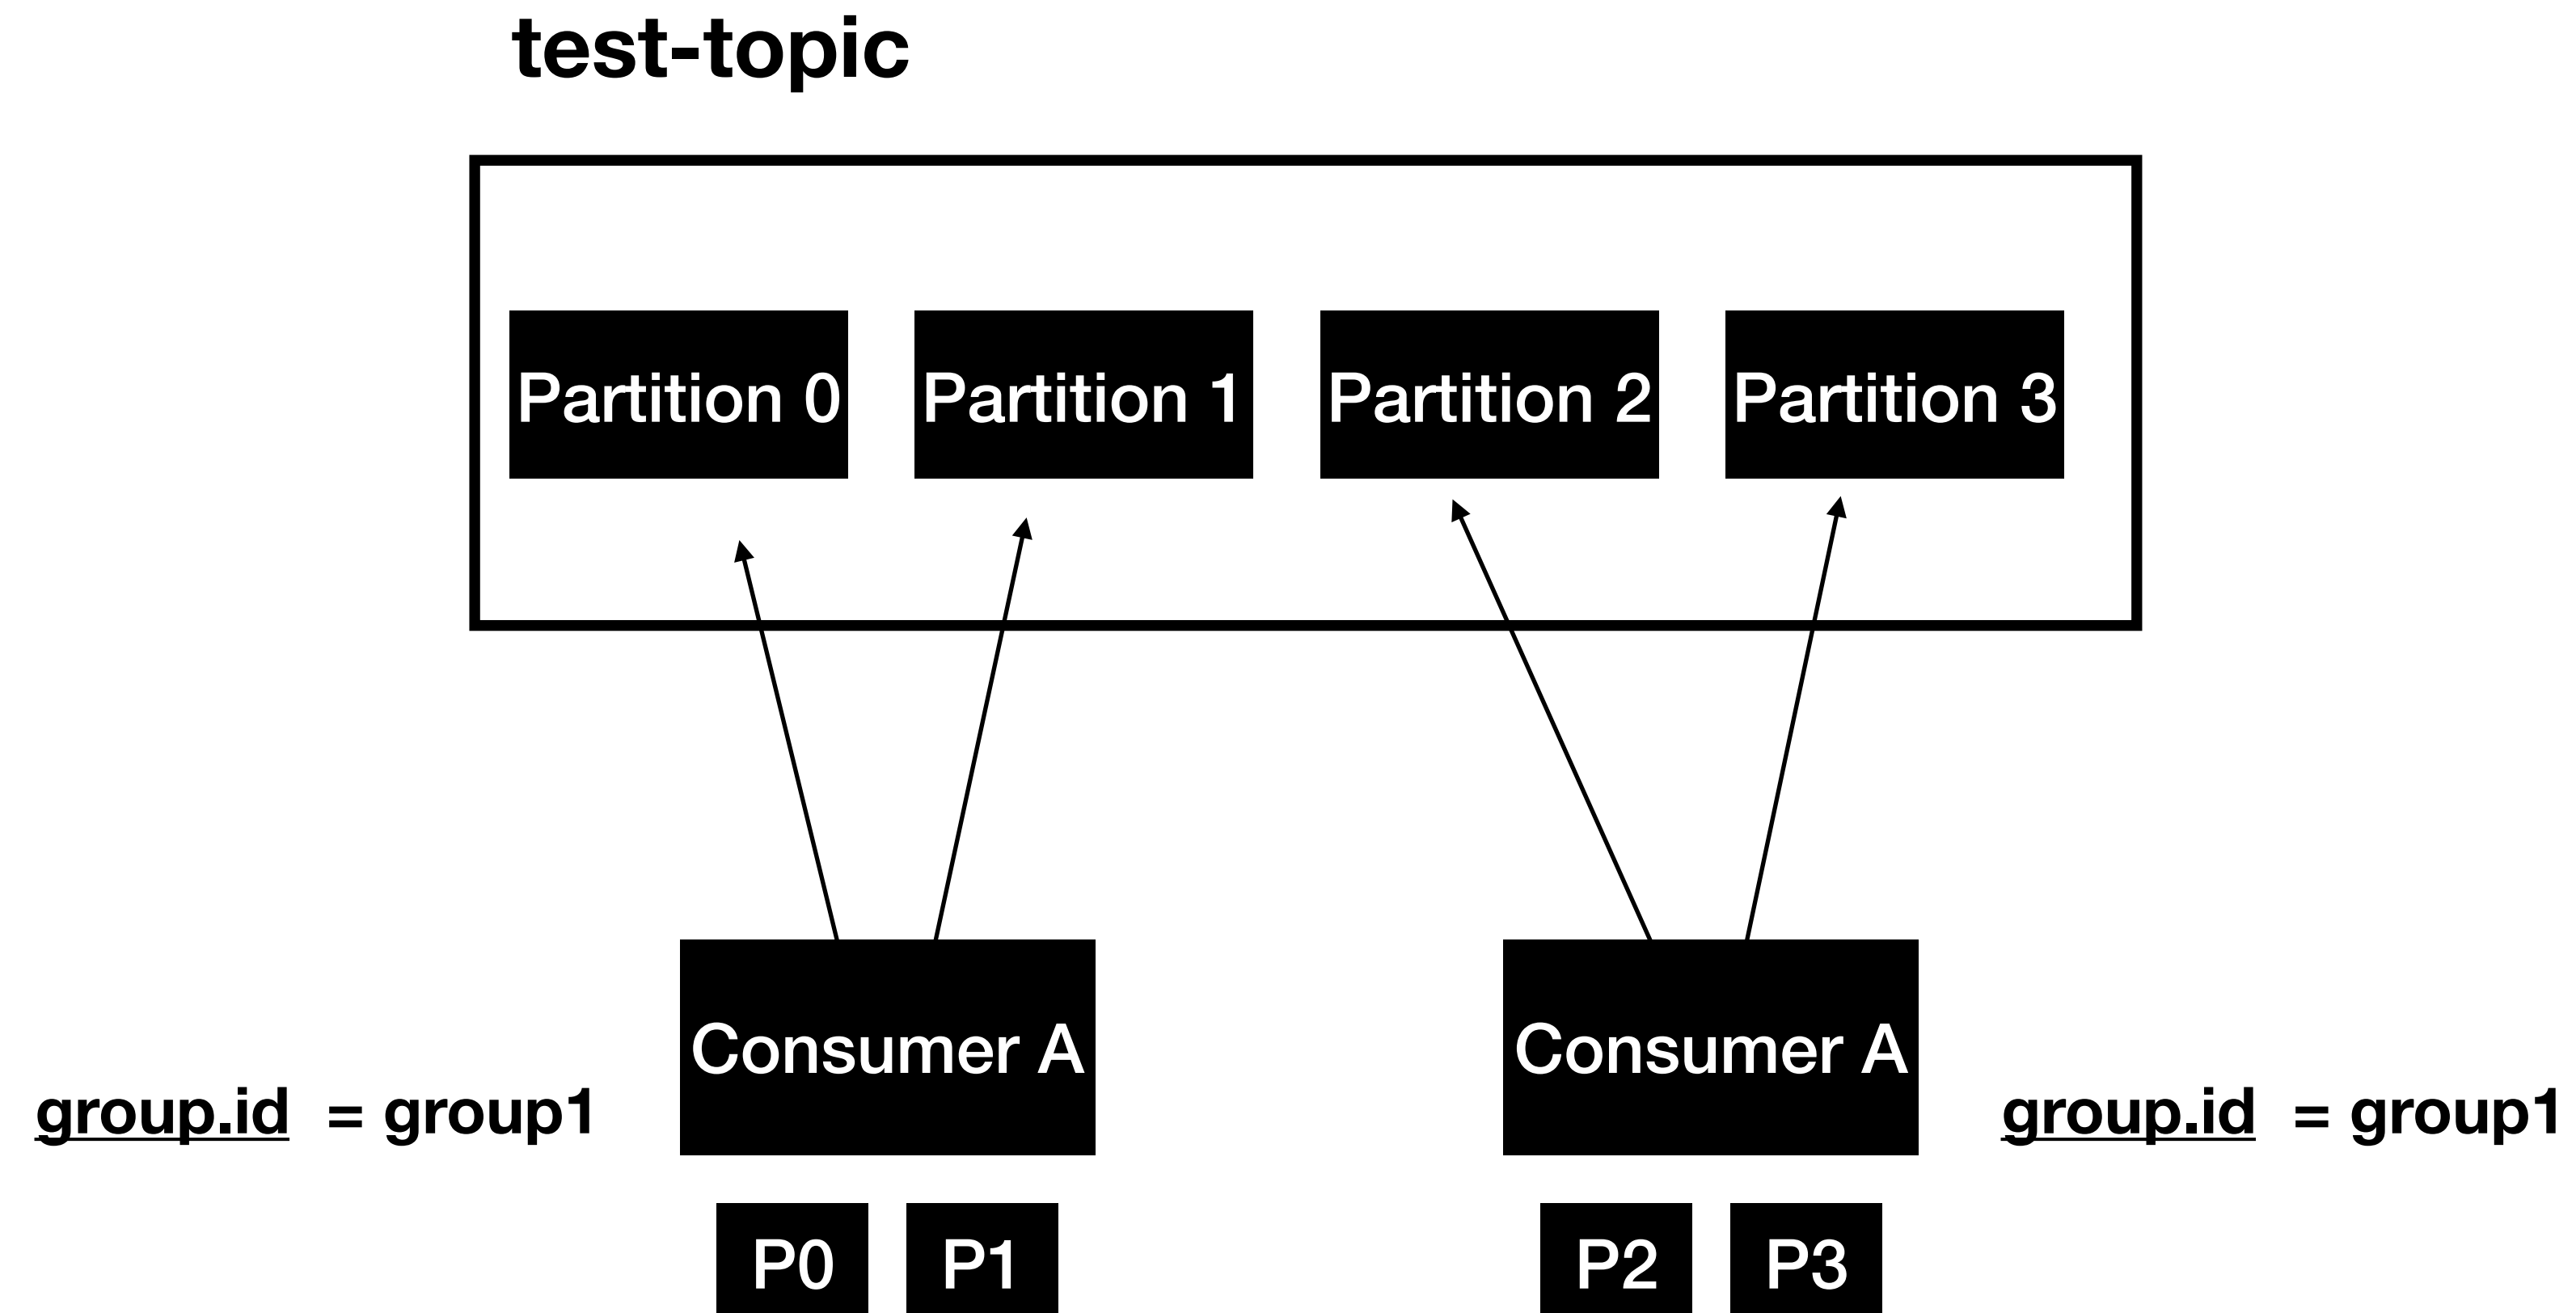 test-topic
Partition 0
Partition 1
Partition 2
Partition 3
Consumer A
Consumer A
group.id = group1
group.id = group1
P0
P1
P2
P3